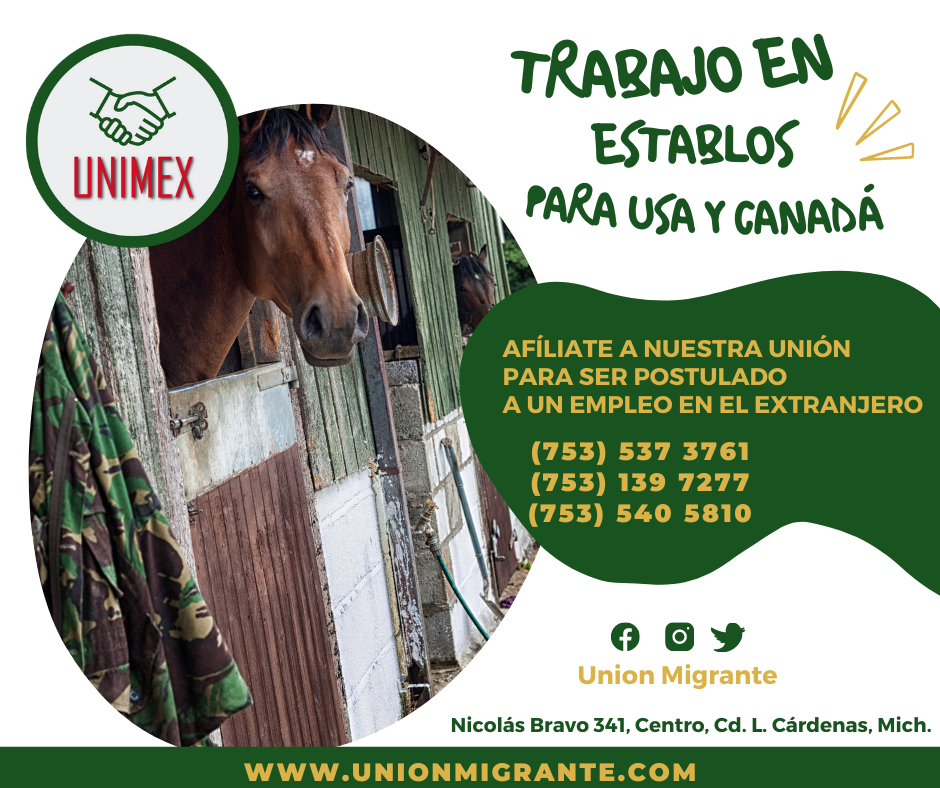 UNIMEX
TRABAJO EN
ESTABLOS
PARA USA Y CANADÁ
AFÍLIATE A NUESTRA UNIÓN
PARA SER POSTULADO
A UN EMPLEO EN EL EXTRANJERO
(753) 537 3761
(753) 139 7277
(753) 540 5810
Union Migrante
Nicolás Bravo 341, Centro, Cd. L. Cárdenas, Mich.
WWW.UNIONMIGRANTE.COM